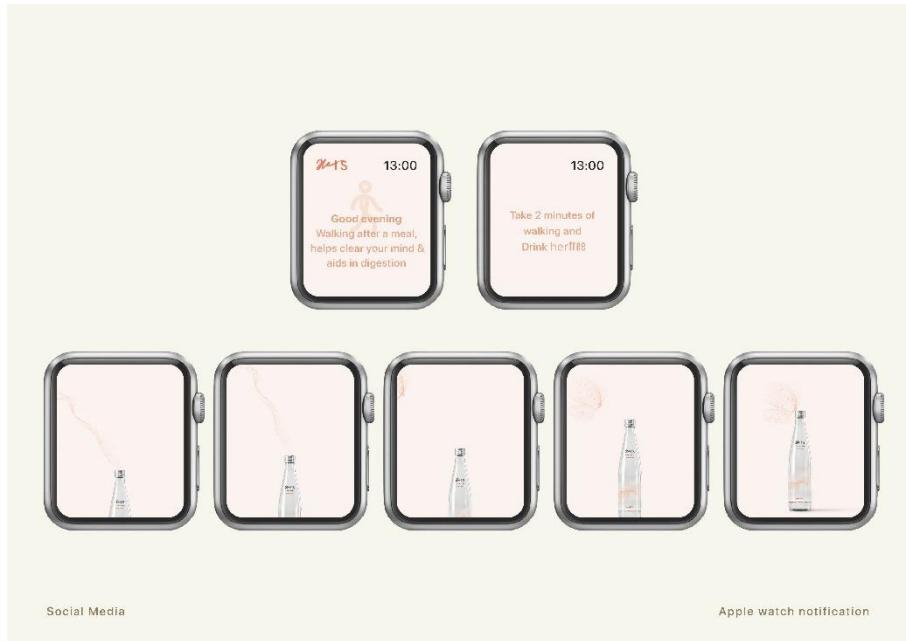 13:00
Good evening
Walking after a meal,
helps clear your mind &
aids in digestion
13:00
Take 2 minutes of
walking and
Drink
Social Media
Apple watch notification